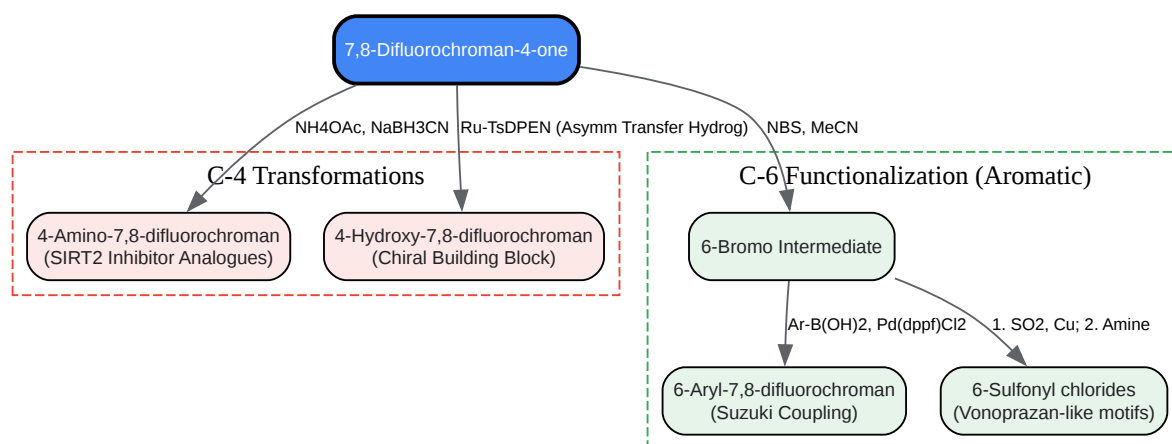 7,8-Difluorochroman-4-one
NH4OAc, NaBH3CN
Ru-TsDPEN (Asymm Transfer Hydrog)
NBS, MeCN
C-4 Transformations
C-6 Functionalization (Aromatic)
4-Amino-7,8-difluorochroman
(SIRT2 Inhibitor Analogues)
4-Hydroxy-7,8-difluorochroman
(Chiral Building Block)
6-Bromo Intermediate
Ar-B(OH)2, Pd(dppf)Cl2
1. SO2, Cu; 2. Amine
6-Aryl-7,8-difluorochroman
(Suzuki Coupling)
6-Sulfonyl chlorides
(Vonoprazan-like motifs)